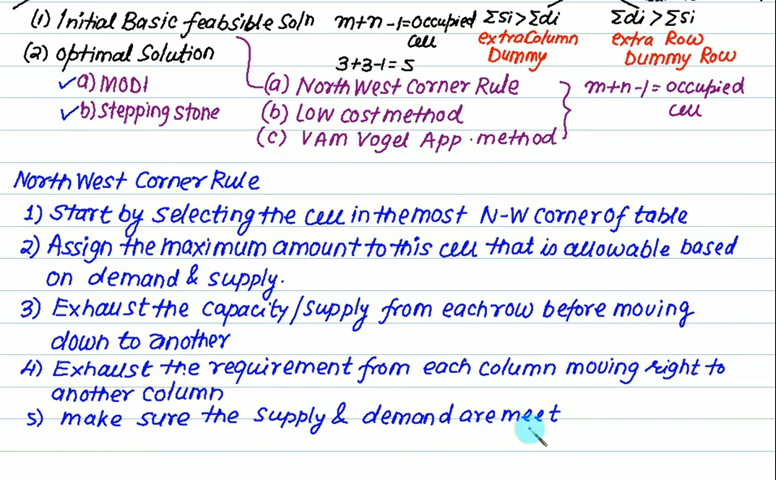 (1) Initial Basic feabsible Soln m+n-1=occupied cell Σsi>Σdi Σdi>Σsi
extra Column Dummy extra Row Dummy Row
(2) optimal Solution 3+3-1=5
✓a) MODI (a) North West Corner Rule m+n-1=occupied cell
✓b) Stepping stone (b) Low cost method
(c) VAM Vogel App. method
North West Corner Rule
1) Start by selecting the cell in the most N-W corner of table
2) Assign the maximum amount to this cell that is allowable based
on demand & supply.
3) Exhaust the capacity/supply from each row before moving
down to another
4) Exhaust the requirement from each column moving right to
another column
5) make sure the supply & demand are meet